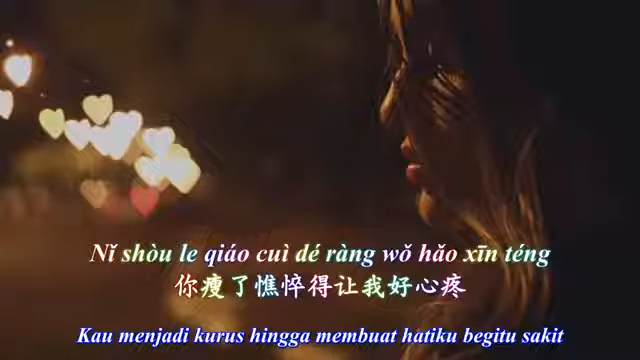 Nǐ shòu le qiáo cuì dé ràng wǒ hǎo xīn téng
你瘦了憔悴得让我好心疼
Kau menjadi kurus hingga membuat hatiku begitu sakit